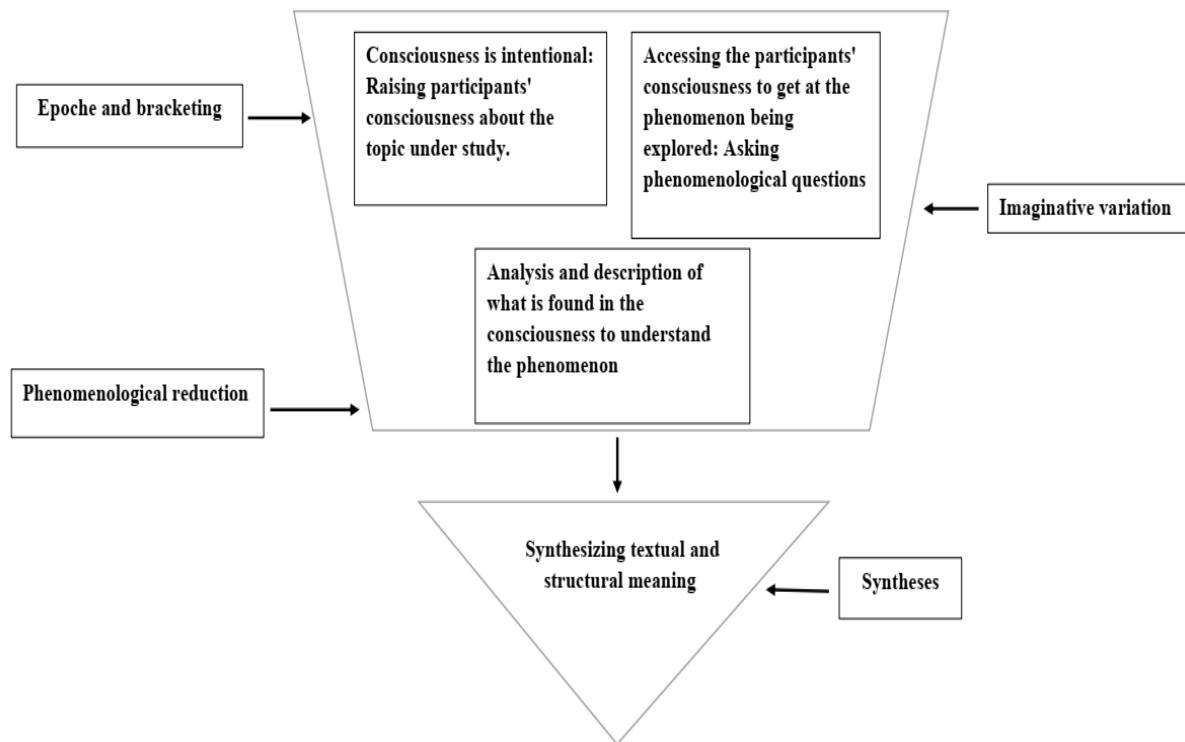 Epoche and bracketing
Consciousness is intentional:
Raising participants'
consciousness about the
topic under study.
Accessing the participants'
consciousness to get at the
phenomenon being
explored: Asking
phenomenological questions
Imaginative variation
Analysis and description of
what is found in the
consciousness to understand
the phenomenon
Phenomenological reduction
Synthesizing textual and
structural meaning
Syntheses